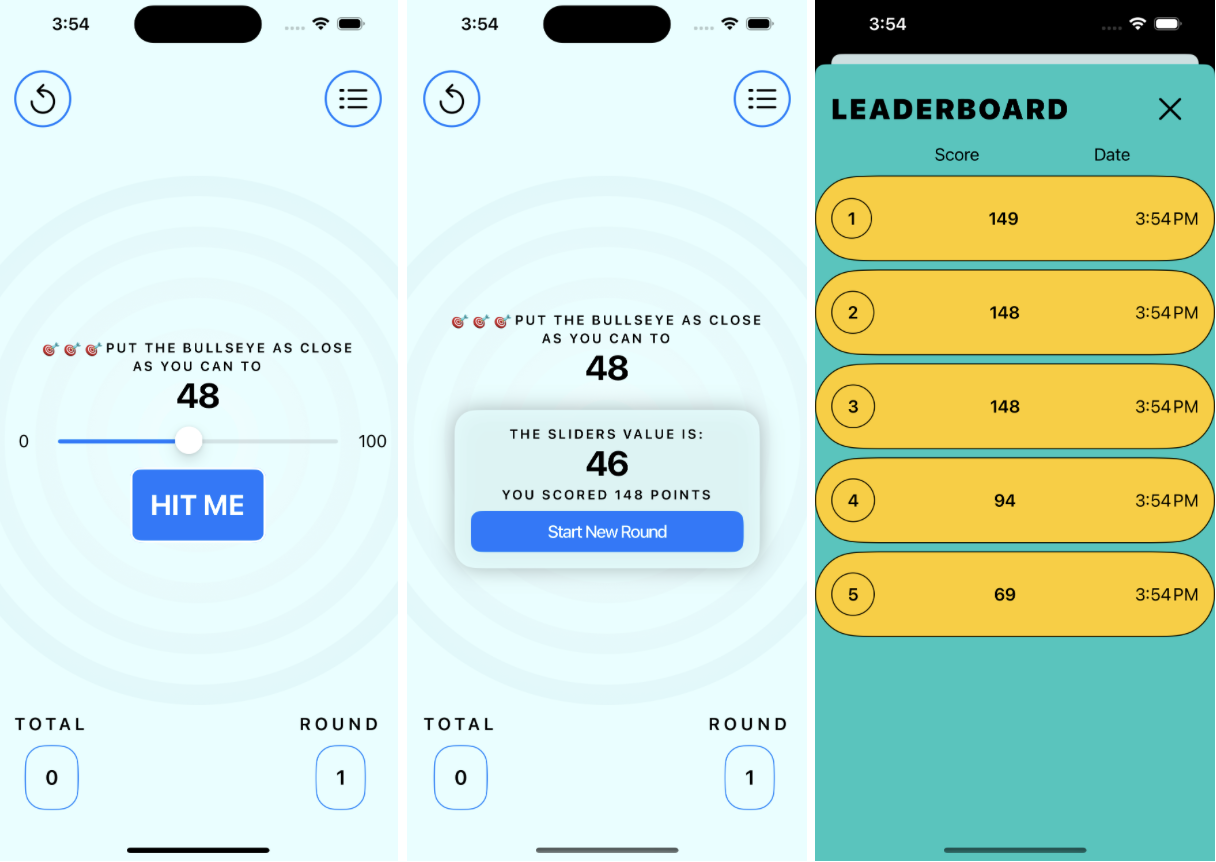 3:54
🎯🎯🎯PUT THE BULLSEYE AS CLOSE
AS YOU CAN TO
48
0
100
HIT ME
TOTAL
ROUND
0
1
3:54
🎯🎯🎯PUT THE BULLSEYE AS CLOSE
AS YOU CAN TO
48
THE SLIDERS VALUE IS:
46
YOU SCORED 148 POINTS
Start New Round
TOTAL
ROUND
0
1
3:54
LEADERBOARD
Score Date
1 149 3:54 PM
2 148 3:54 PM
3 148 3:54 PM
4 94 3:54 PM
5 69 3:54 PM